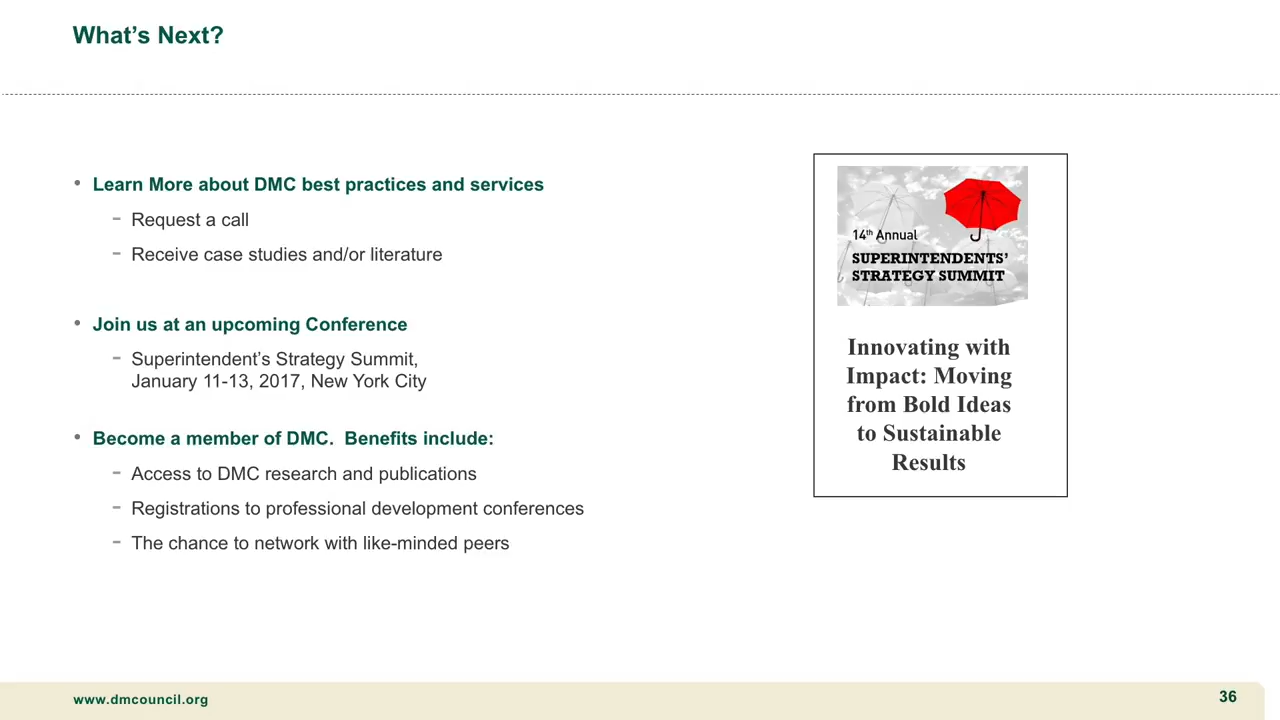 What’s Next?
• Learn More about DMC best practices and services
- Request a call
- Receive case studies and/or literature
• Join us at an upcoming Conference
- Superintendent’s Strategy Summit,
January 11-13, 2017, New York City
• Become a member of DMC.  Benefits include:
- Access to DMC research and publications
- Registrations to professional development conferences
- The chance to network with like-minded peers
14th Annual
SUPERINTENDENTS’
STRATEGY SUMMIT
Innovating with
Impact: Moving
from Bold Ideas
to Sustainable
Results
www.dmcouncil.org
36